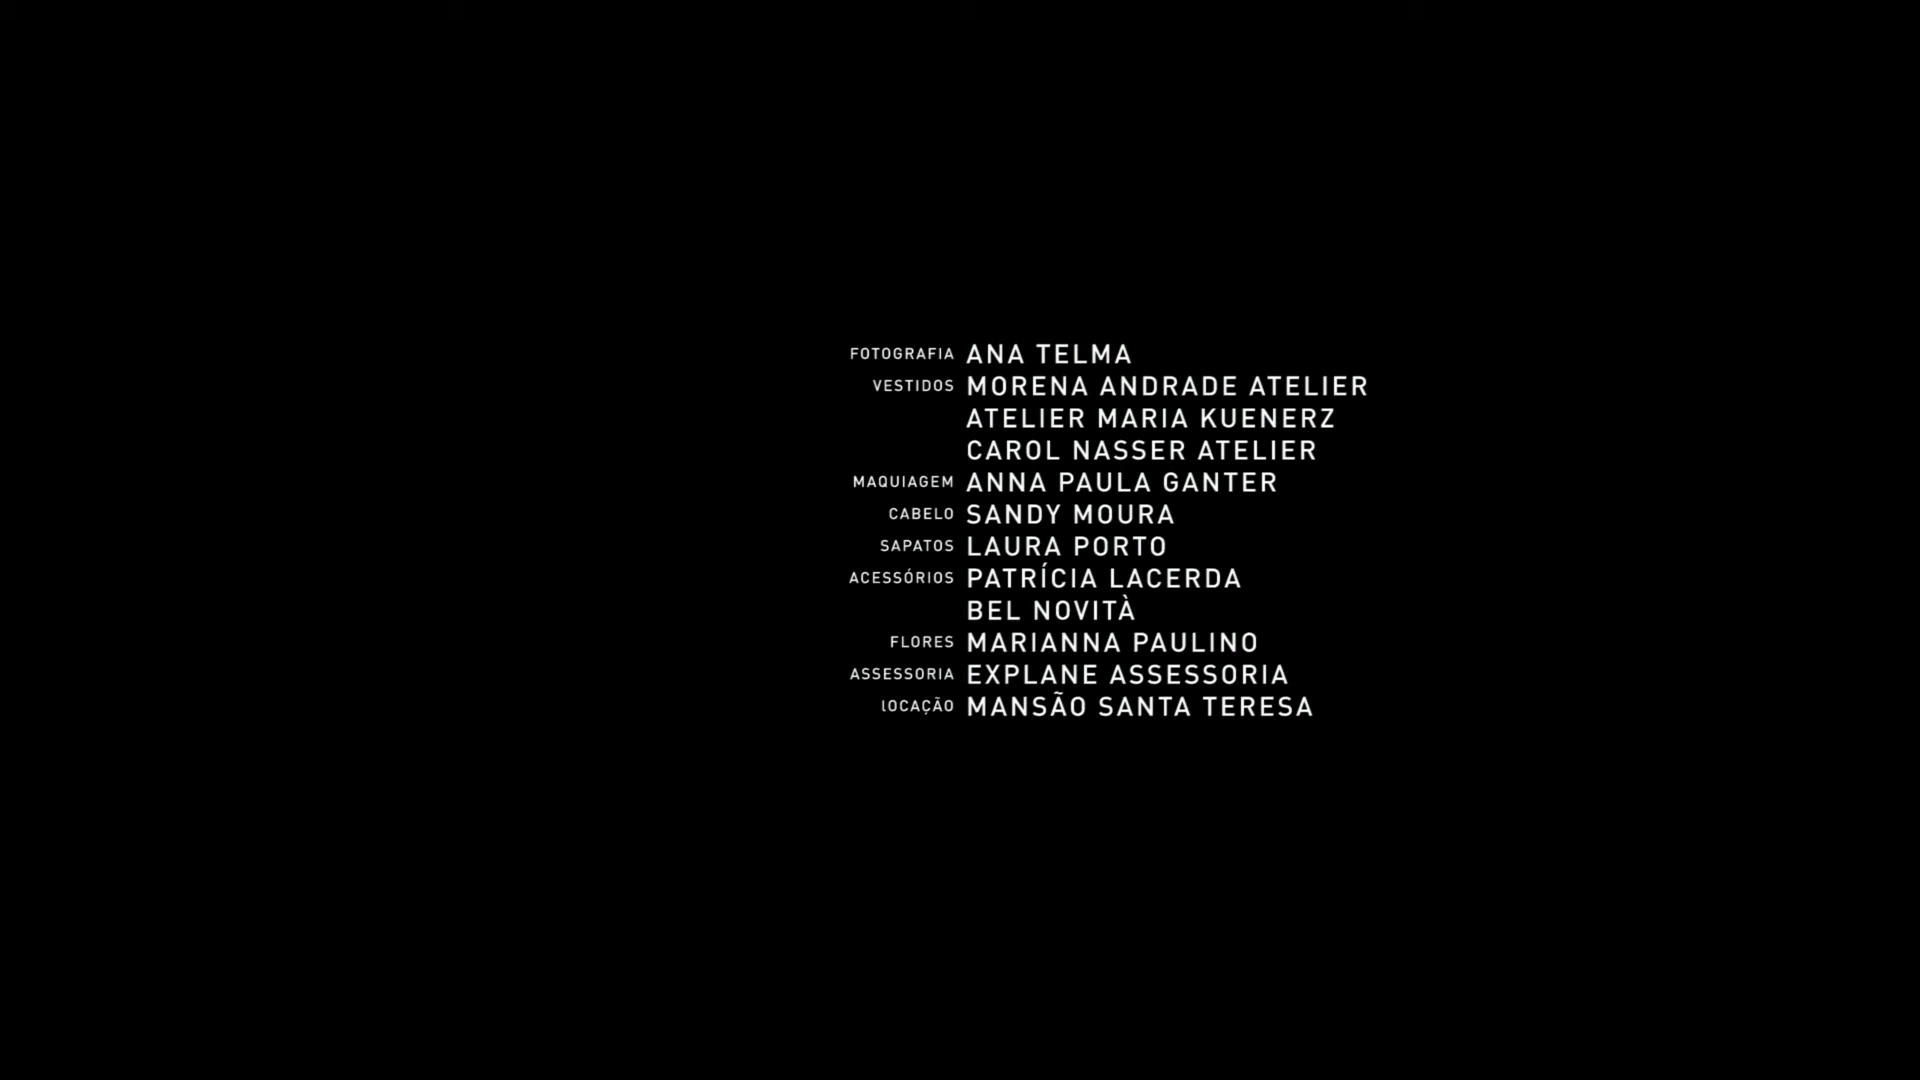 FOTOGRAFIA ANA TELMA
VESTIDOS MORENA ANDRADE ATELIER
ATELIER MARIA KUENERZ
CAROL NASSER ATELIER
MAQUIAGEM ANNA PAULA GANTER
CABELO SANDY MOURA
SAPATOS LAURA PORTO
ACESSÓRIOS PATRÍCIA LACERDA
BEL NOVITÀ
FLORES MARIANNA PAULINO
ASSESSORIA EXPLANE ASSESSORIA
lOCAÇÃO MANSÃO SANTA TERESA